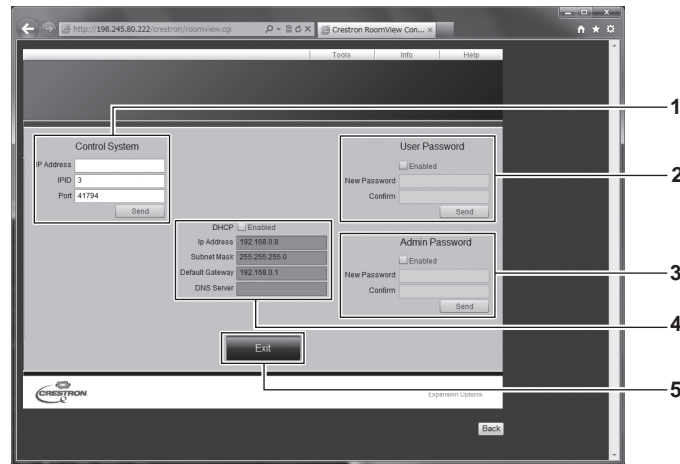 http://198.245.80.222/crestron/roomview.cgi
Crestron RoomView Con... ×
Tools Info Help
1
Control System
IP Address
IPID 3
Port 41794
Send
User Password
Enabled
New Password
Confirm
Send
2
DHCP Enabled
Ip Address 192.168.0.8
Subnet Mask 255.255.255.0
Default Gateway 192.168.0.1
DNS Server
Admin Password
Enabled
New Password
Confirm
Send
3
4
Exit
5
CRESTRON
Expansion Options
Back